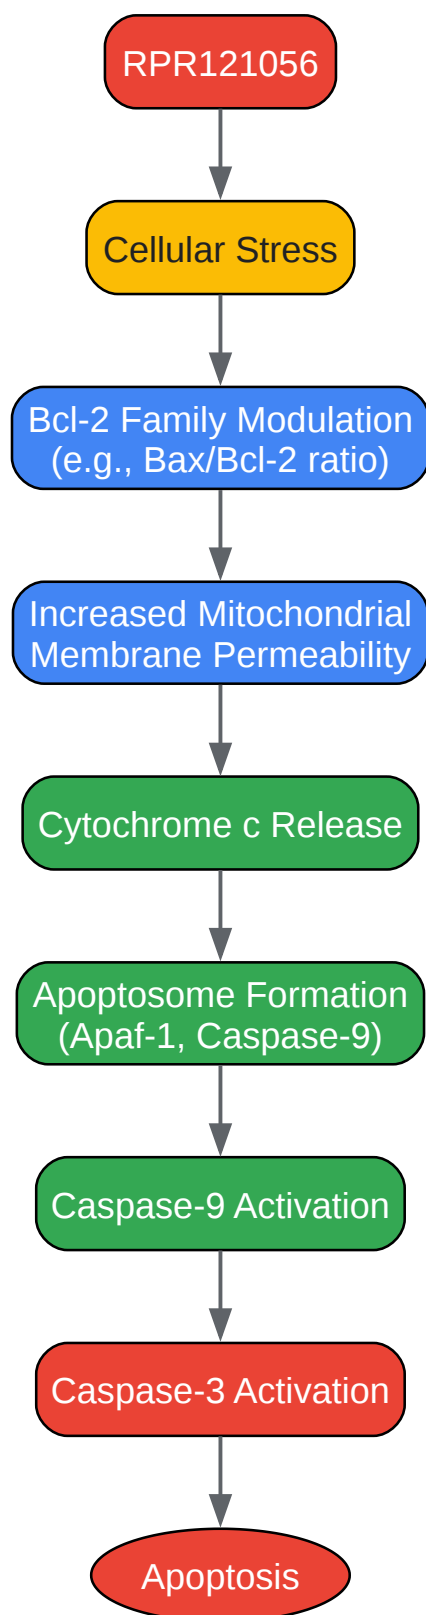 RPR121056
Cellular Stress
Bcl-2 Family Modulation
(e.g., Bax/Bcl-2 ratio)
Increased Mitochondrial
Membrane Permeability
Cytochrome c Release
Apoptosome Formation
(Apaf-1, Caspase-9)
Caspase-9 Activation
Caspase-3 Activation
Apoptosis